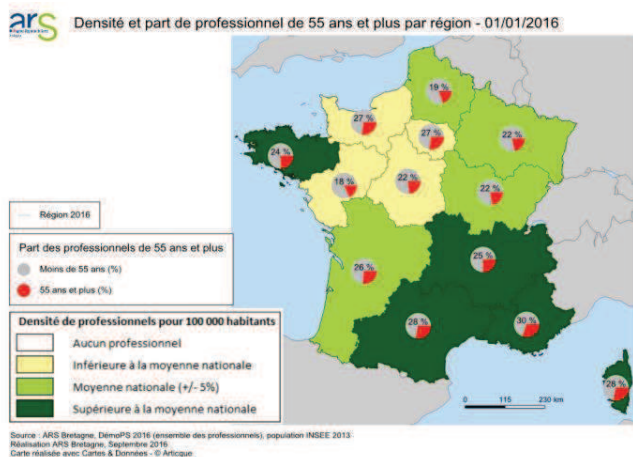 ars
Densité et part de professionnel de 55 ans et plus par région - 01/01/2016
19 %
27 %
27 %
22 %
24 %
18 %
22 %
22 %
26 %
25 %
28 %
30 %
Région 2016
Part des professionnels de 55 ans et plus
Moins de 55 ans (%)
55 ans et plus (%)
Densité de professionnels pour 100 000 habitants
Aucun professionnel
Inférieure à la moyenne nationale
Moyenne nationale (+/- 5%)
Supérieure à la moyenne nationale
0 115 230 km
Source : ARS Bretagne, DémoPS 2016 (ensemble des professionnels), population INSEE 2013
Réalisation ARS Bretagne, Septembre 2016
Carte réalisée avec Cartes & Données - © Articque